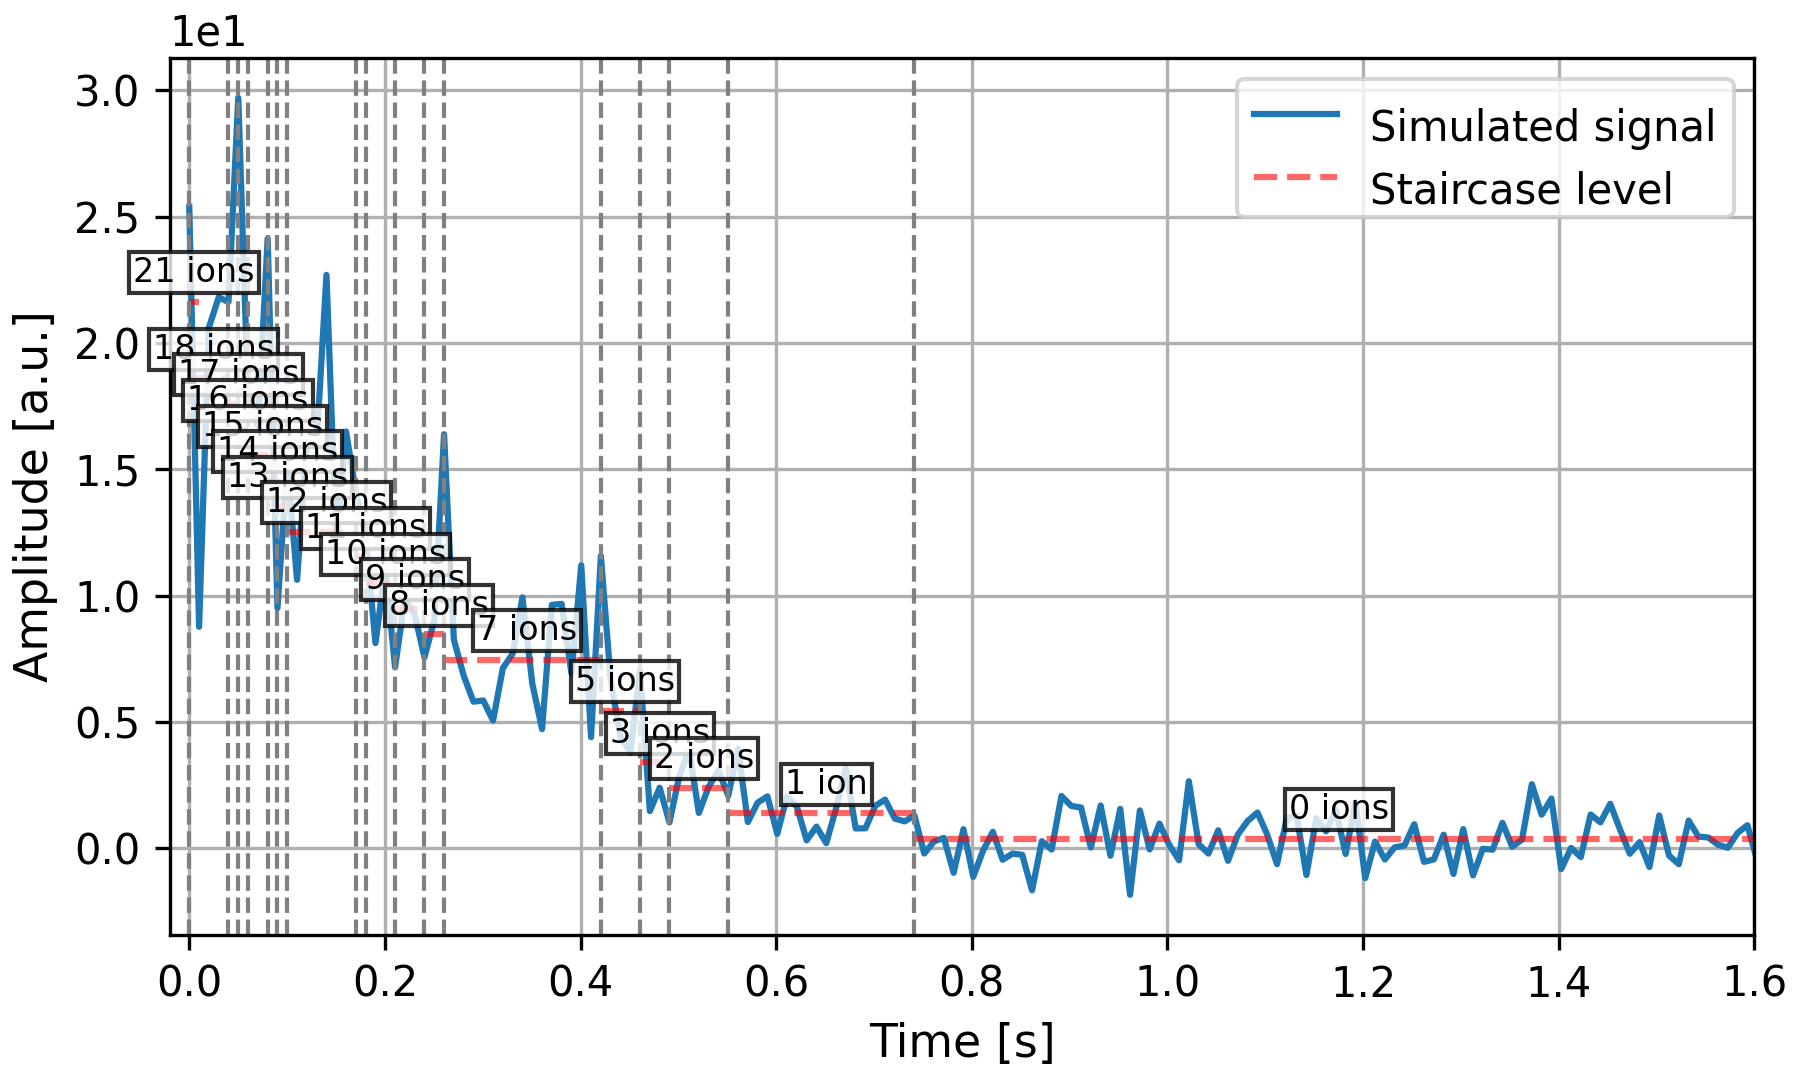 1e1
3.0
2.5
2.0
1.5
1.0
0.5
0.0
Amplitude [a.u.]
Simulated signal
Staircase level
21 ions
18 ions
17 ions
16 ions
15 ions
14 ions
13 ions
12 ions
11 ions
10 ions
9 ions
8 ions
7 ions
5 ions
3 ions
2 ions
1 ion
0 ions
0.0 0.2 0.4 0.6 0.8 1.0 1.2 1.4 1.6
Time [s]